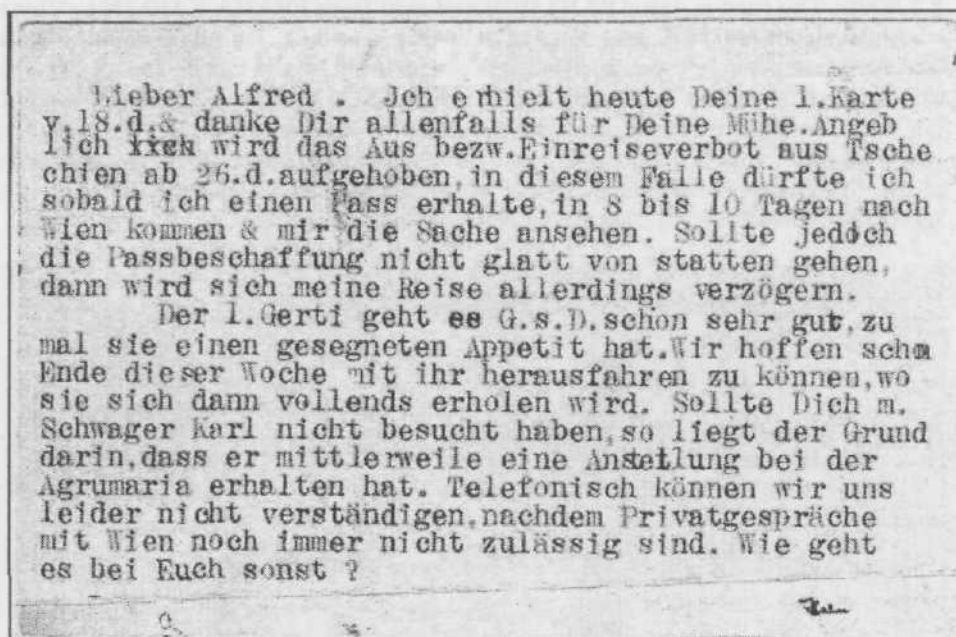 Lieber Alfred . Jch erhielt heute Deine l.Karte
v.18.d.& danke Dir allenfalls für Deine Mühe.Angeb
lich wird das Aus bezw.Einreiseverbot aus Tsche
chien ab 26.d.aufgehoben,in diesem Falle dürfte ich
sobald ich einen Pass erhalte,in 8 bis 10 Tagen nach
Wien kommen & mir die Sache ansehen. Sollte jedoch
die Passbeschaffung nicht glatt von statten gehen,
dann wird sich meine Reise allerdings verzögern.
Der l.Gerti geht es G.s.D.schon sehr gut,zu
mal sie einen gesegneten Appetit hat.Wir hoffen schon
Ende dieser Woche mit ihr herausfahren zu können,wo
sie sich dann vollends erholen wird. Sollte Dich m.
Schwager Karl nicht besucht haben,so liegt der Grund
darin,dass er mittlerweile eine Anstellung bei der
Agrumaria erhalten hat. Telefonisch können wir uns
leider nicht verständigen,nachdem Privatgespräche
mit Wien noch immer nicht zulässig sind. Wie geht
es bei Euch sonst ?